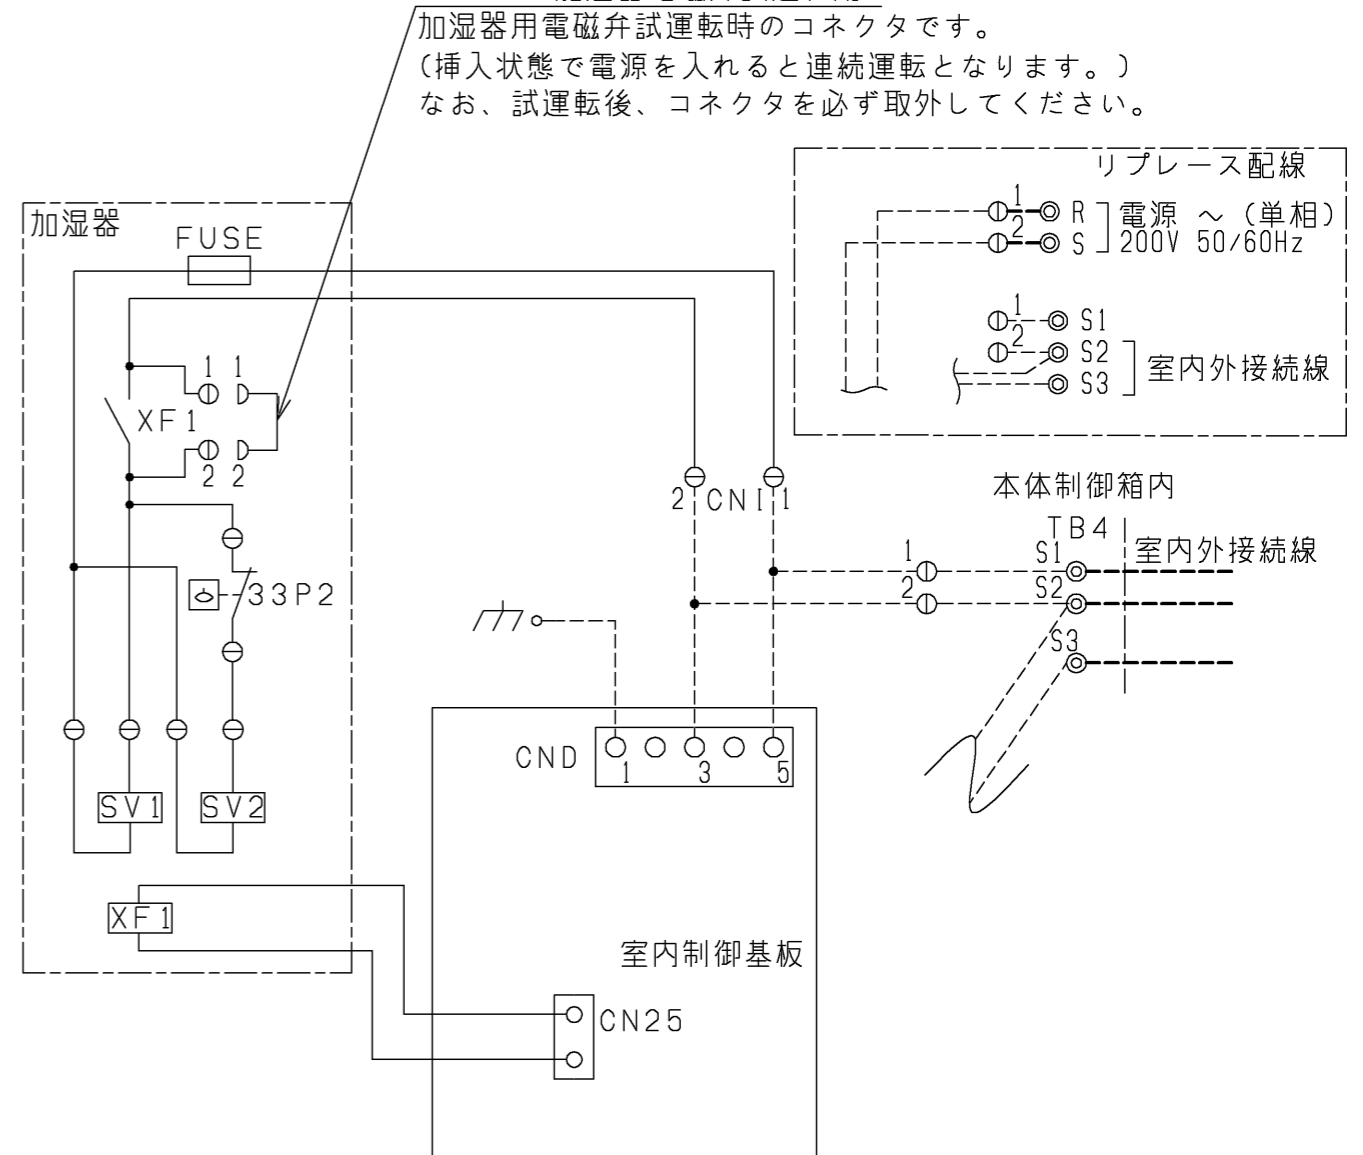 加湿器用電磁弁試運転時のコネクタです。
(挿入状態で電源を入れると連続運転となります。)
なお、試運転後、コネクタを必ず取外してください。
リプレース配線
1 R 電源 ~ (単相)
2 S 200V 50/60Hz
1 S1
2 S2
室内外接続線
S3
加湿器
FUSE
1 1
XF1
2 2
33P2
SV1 SV2
XF1
2 CNI 1
本体制御箱内
TB4
室内外接続線
1 S1
2 S2
S3
CND
1 3 5
室内制御基板
CN25